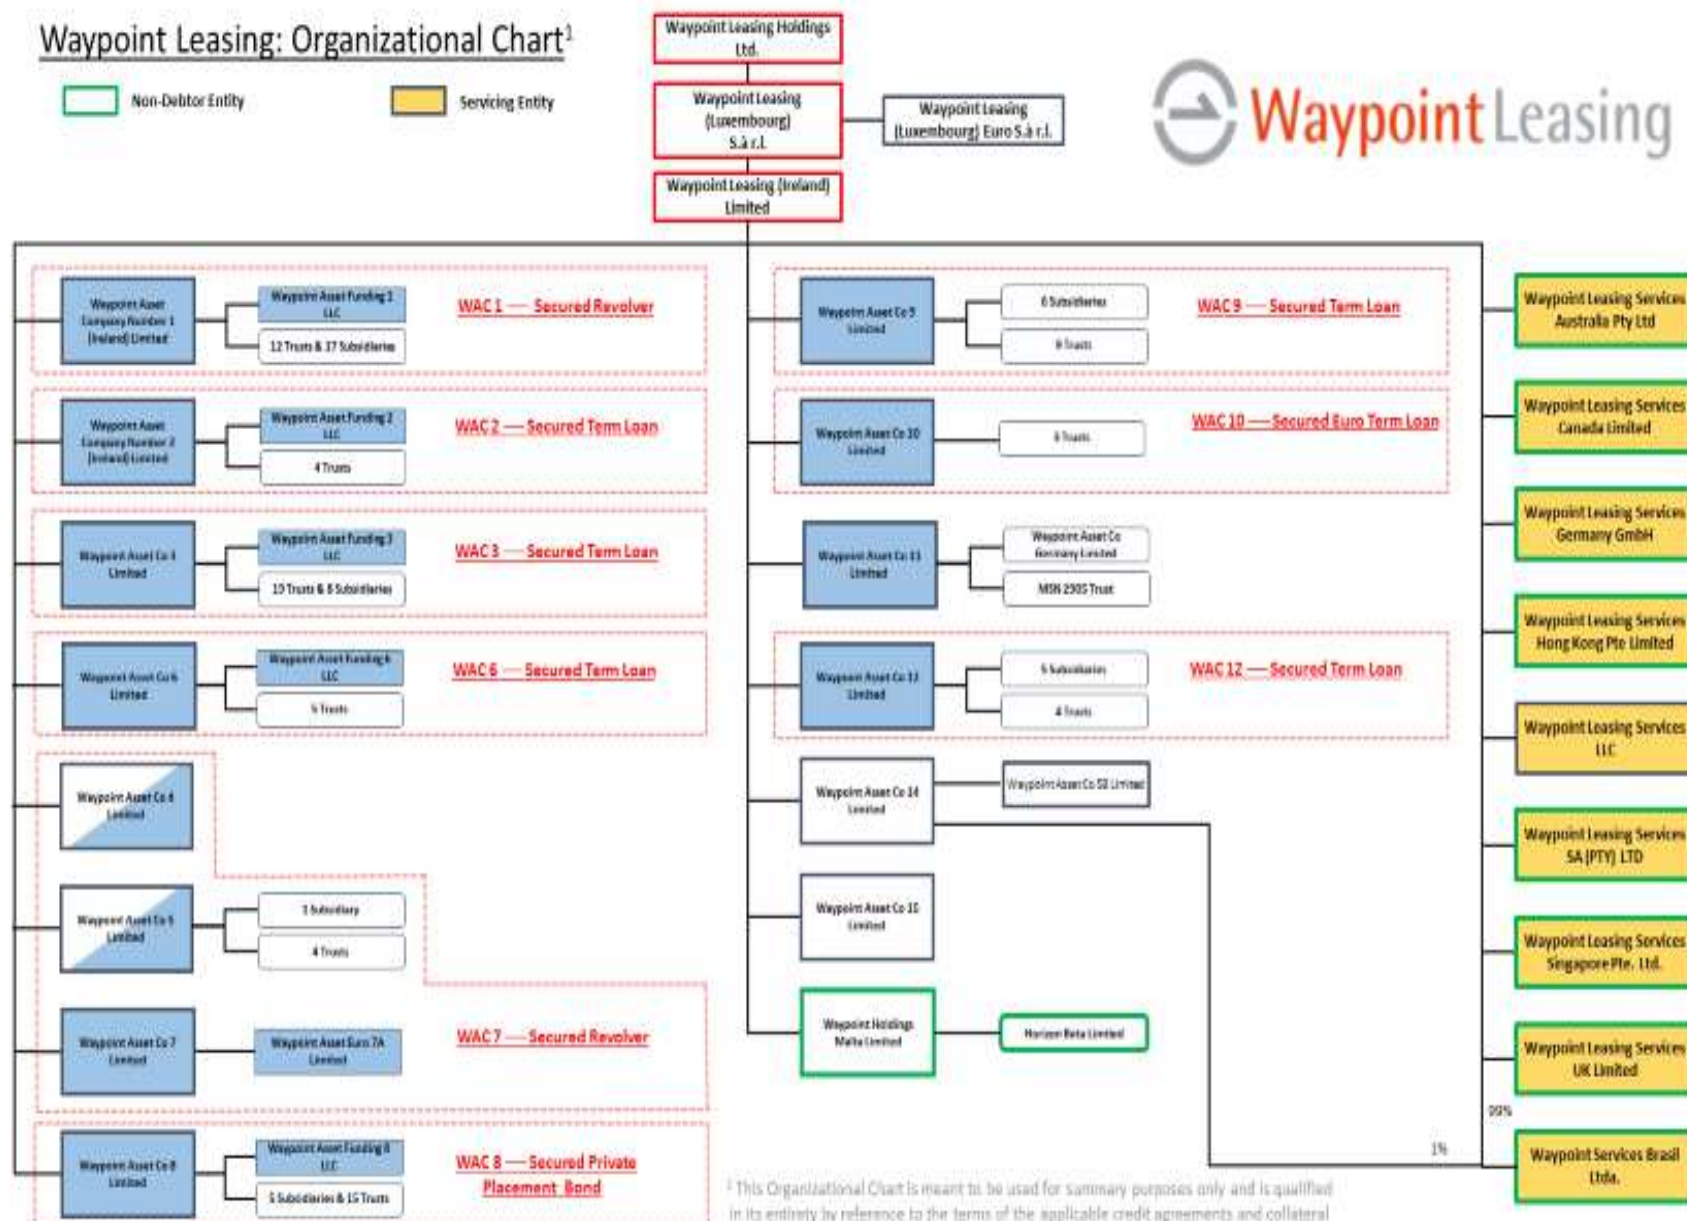 Waypoint Leasing: Organizational Chart1
Non-Debtor Entity
Servicing Entity
Waypoint Leasing Holdings
Ltd.
Waypoint Leasing
(Luxembourg)
S.à r.l.
Waypoint Leasing
(Luxembourg) Euro S.à r.l.
Waypoint Leasing (Ireland)
Limited
Waypoint Leasing
Waypoint Asset
Company Number 1
(Ireland) Limited
Waypoint Asset Funding 1
LLC
12 Trusts & 17 Subsidiaries
WAC 1 — Secured Revolver
Waypoint Asset
Company Number 2
(Ireland) Limited
Waypoint Asset Funding 2
LLC
4 Trusts
WAC 2 — Secured Term Loan
Waypoint Asset Co 3
Limited
Waypoint Asset Funding 3
LLC
Trusts & Subsidiaries
WAC 3 — Secured Term Loan
Waypoint Asset Co 6
Limited
Waypoint Asset Funding 6
LLC
5 Trusts
WAC 6 — Secured Term Loan
Waypoint Asset Co
Limited
Waypoint Asset Co 5
Limited
1 Subsidiary
4 Trusts
Waypoint Asset Co 7
Limited
Waypoint Asset Euro 7A
Limited
WAC 7 — Secured Revolver
Waypoint Asset Co 8
Limited
Waypoint Asset Funding 8
LLC
5 Subsidiaries & 15 Trusts
WAC 8 — Secured Private
Placement Bond
Waypoint Asset Co 9
Limited
Subsidiaries
Trusts
WAC 9 — Secured Term Loan
Waypoint Asset Co 10
Limited
Trusts
WAC 10 — Secured Euro Term Loan
Waypoint Asset Co 11
Limited
Waypoint Asset Co
Germany Limited
MSN 2905 Trust
Waypoint Asset Co 12
Limited
5 Subsidiaries
4 Trusts
WAC 12 — Secured Term Loan
Waypoint Asset Co 14
Limited
Waypoint Asset Co Limited
Waypoint Asset Co 15
Limited
Waypoint Holdings
Malta Limited
Horizon Beta Limited
Waypoint Leasing Services
Australia Pty Ltd
Waypoint Leasing Services
Canada Limited
Waypoint Leasing Services
Germany GmbH
Waypoint Leasing Services
Hong Kong Pte Limited
Waypoint Leasing Services
LLC
Waypoint Leasing Services
SA (PTY) LTD
Waypoint Leasing Services
Singapore Pte. Ltd.
Waypoint Leasing Services
UK Limited
99%
1%
Waypoint Services Brasil
Ltda.
1 This Organizational Chart is meant to be used for summary purposes only and is qualified
in its entirety by reference to the terms of the applicable credit agreements and collateral